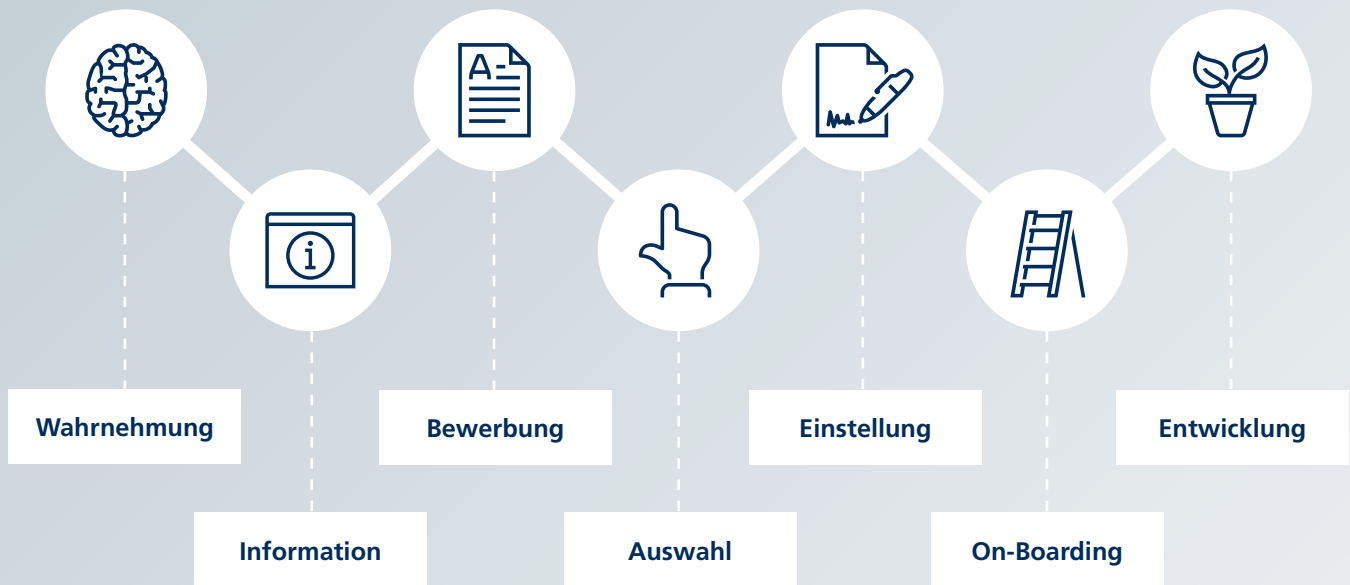 A-
i
Wahrnehmung
Bewerbung
Einstellung
Entwicklung
Information
Auswahl
On-Boarding